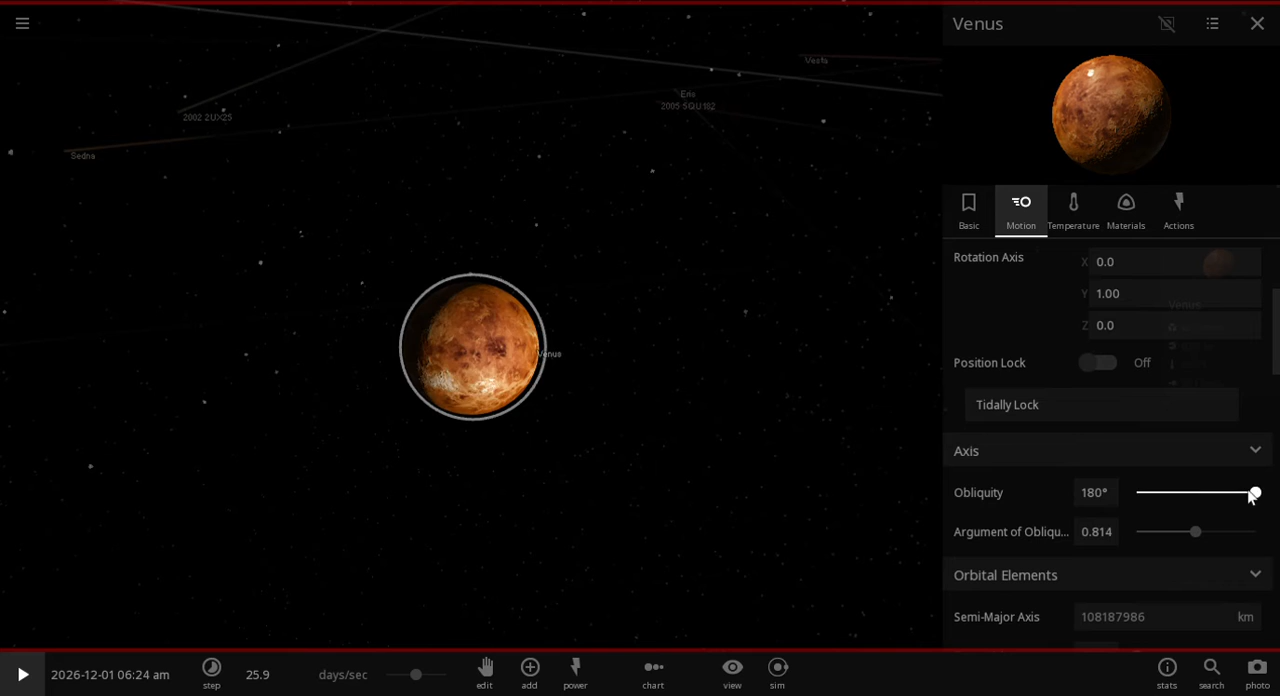 Venus
Vesta
Eris
2002 2UX25
Sedna
Venus
Basic
Motion
Temperature
Materials
Actions
Rotation Axis
X 0.0
Y 1.00
Z 0.0
Position Lock Off
Tidally Lock
Axis
Obliquity 180°
Argument of Obliqu... 0.814
Orbital Elements
Semi-Major Axis 108187986 km
2026-12-01 06:24 am
step
25.9 days/sec
edit
add
power
chart
view
sim
stats
search
photo